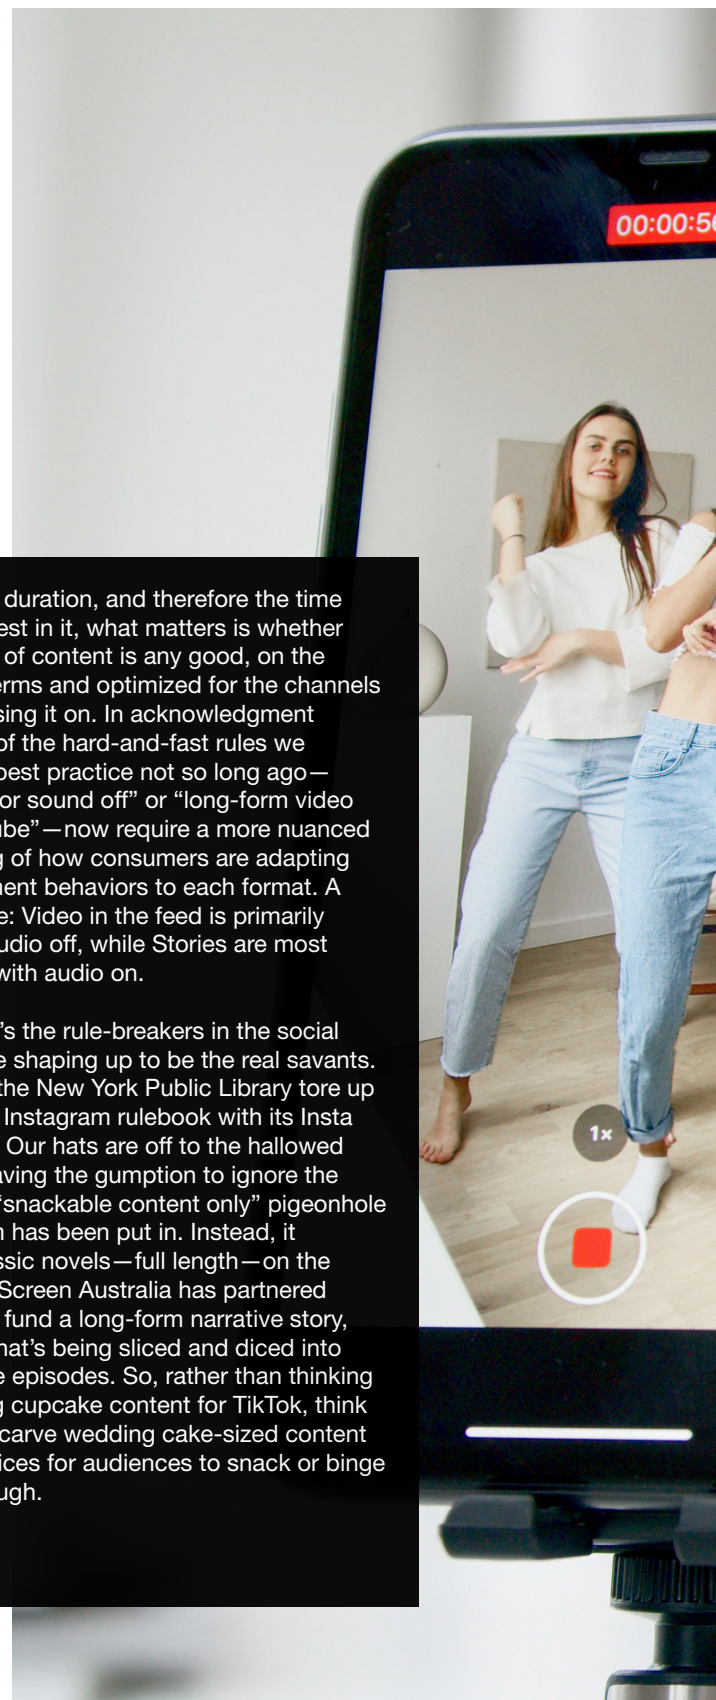 00:00:56
duration, and therefore the time
est in it, what matters is whether
of content is any good, on the
erms and optimized for the channels
sing it on. In acknowledgment
of the hard-and-fast rules we
best practice not so long ago—
or sound off” or “long-form video
ube”—now require a more nuanced
g of how consumers are adapting
nent behaviors to each format. A
e: Video in the feed is primarily
udio off, while Stories are most
with audio on.
’s the rule-breakers in the social
e shaping up to be the real savants.
the New York Public Library tore up
Instagram rulebook with its Insta
Our hats are off to the hallowed
aving the gumption to ignore the
“snackable content only” pigeonhole
n has been put in. Instead, it
ssic novels—full length—on the
Screen Australia has partnered
fund a long-form narrative story,
hat’s being sliced and diced into
e episodes. So, rather than thinking
g cupcake content for TikTok, think
carve wedding cake-sized content
ices for audiences to snack or binge
ugh.
1×